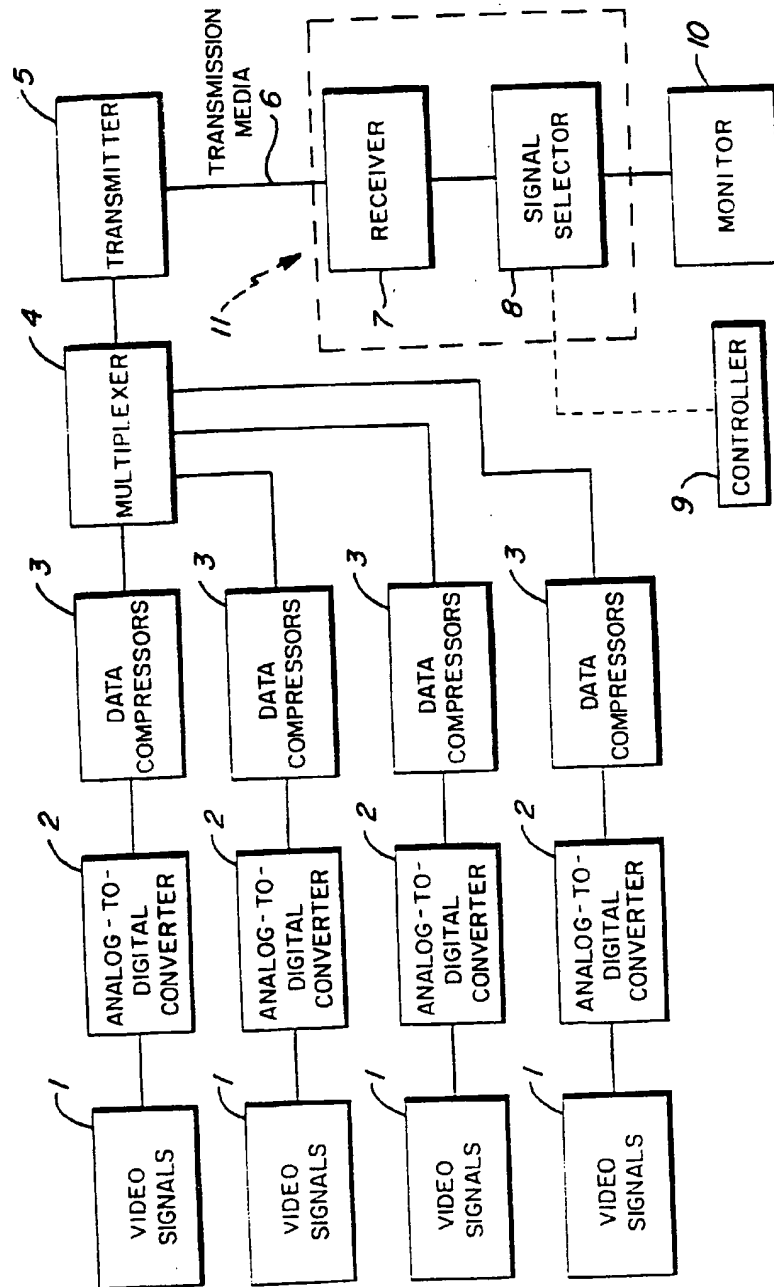 1
VIDEO
SIGNALS
2
ANALOG-TO-
DIGITAL
CONVERTER
3
DATA
COMPRESSORS
4
MULTIPLEXER
5
TRANSMITTER
1
VIDEO
SIGNALS
2
ANALOG-TO-
DIGITAL
CONVERTER
3
DATA
COMPRESSORS
1
VIDEO
SIGNALS
2
ANALOG-TO-
DIGITAL
CONVERTER
3
DATA
COMPRESSORS
1
VIDEO
SIGNALS
2
ANALOG-TO-
DIGITAL
CONVERTER
3
DATA
COMPRESSORS
TRANSMISSION
MEDIA
6
11
RECEIVER
7
SIGNAL
SELECTOR
8
9
CONTROLLER
10
MONITOR